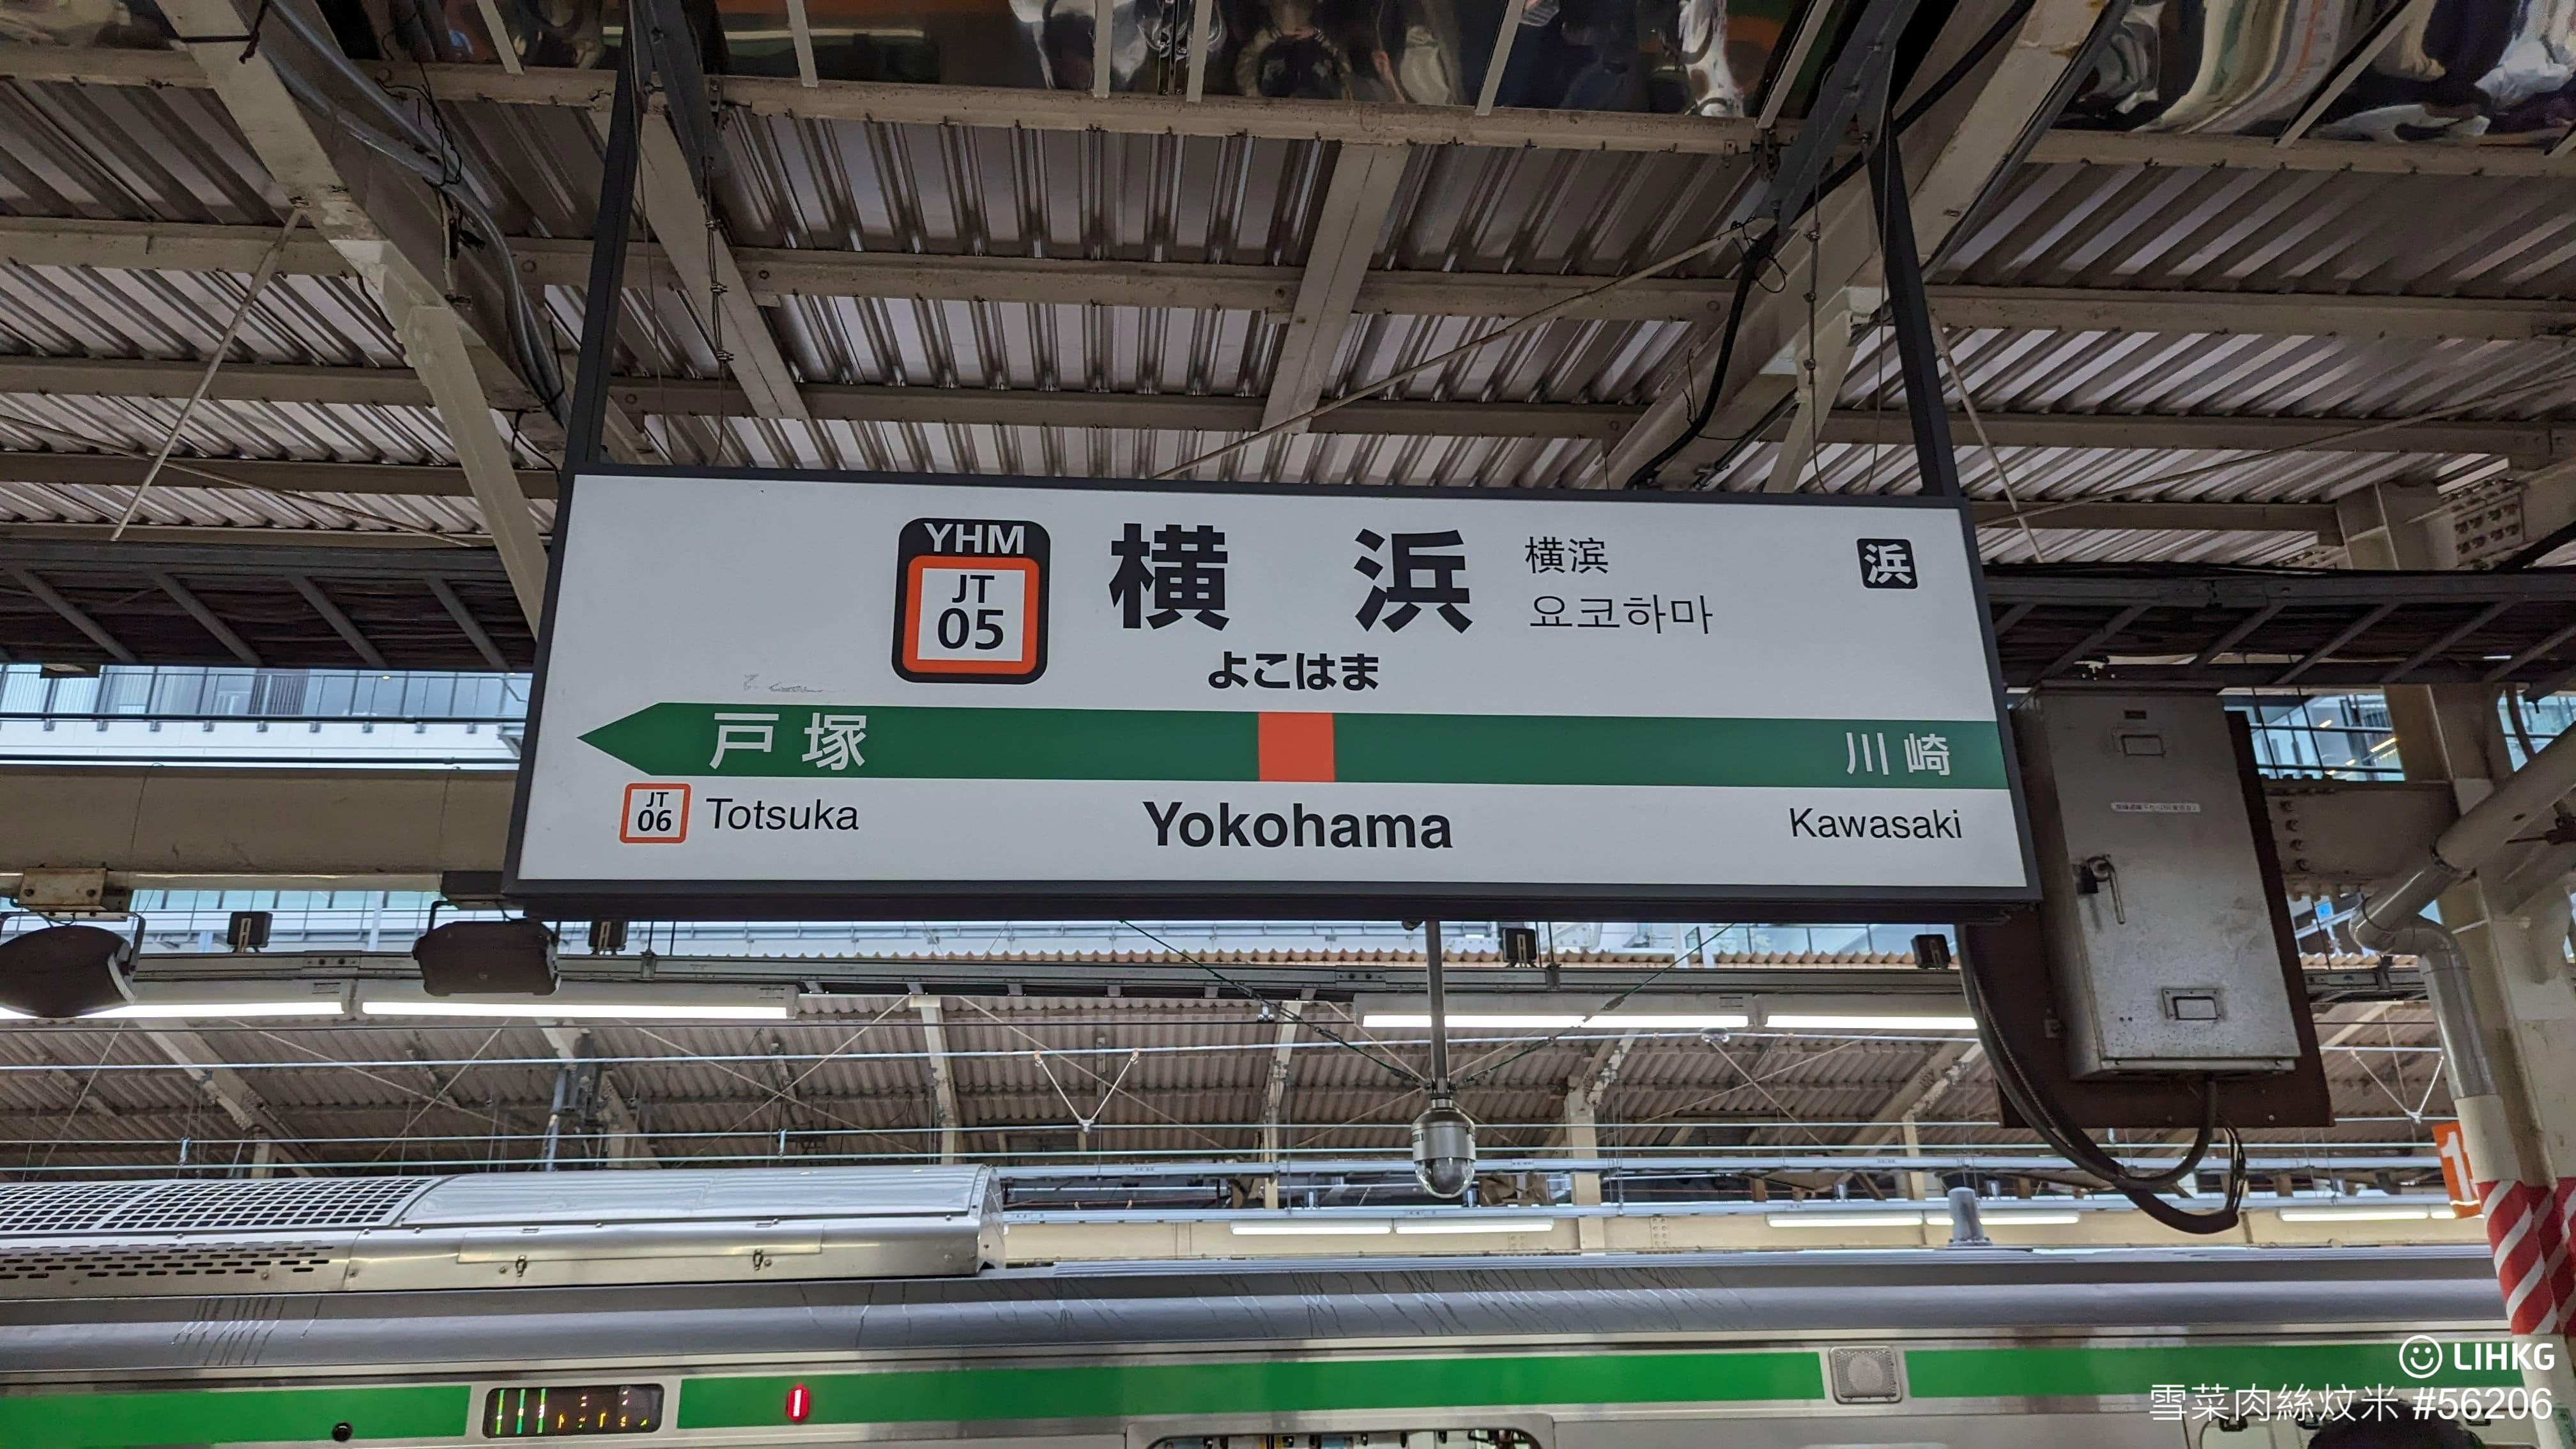 YHM
JT
05
横 浜
横滨
요코하마
浜
よこはま
戸塚
川崎
JT
06
Totsuka
Yokohama
Kawasaki
LIHKG
雪菜肉絲炆米 #56206